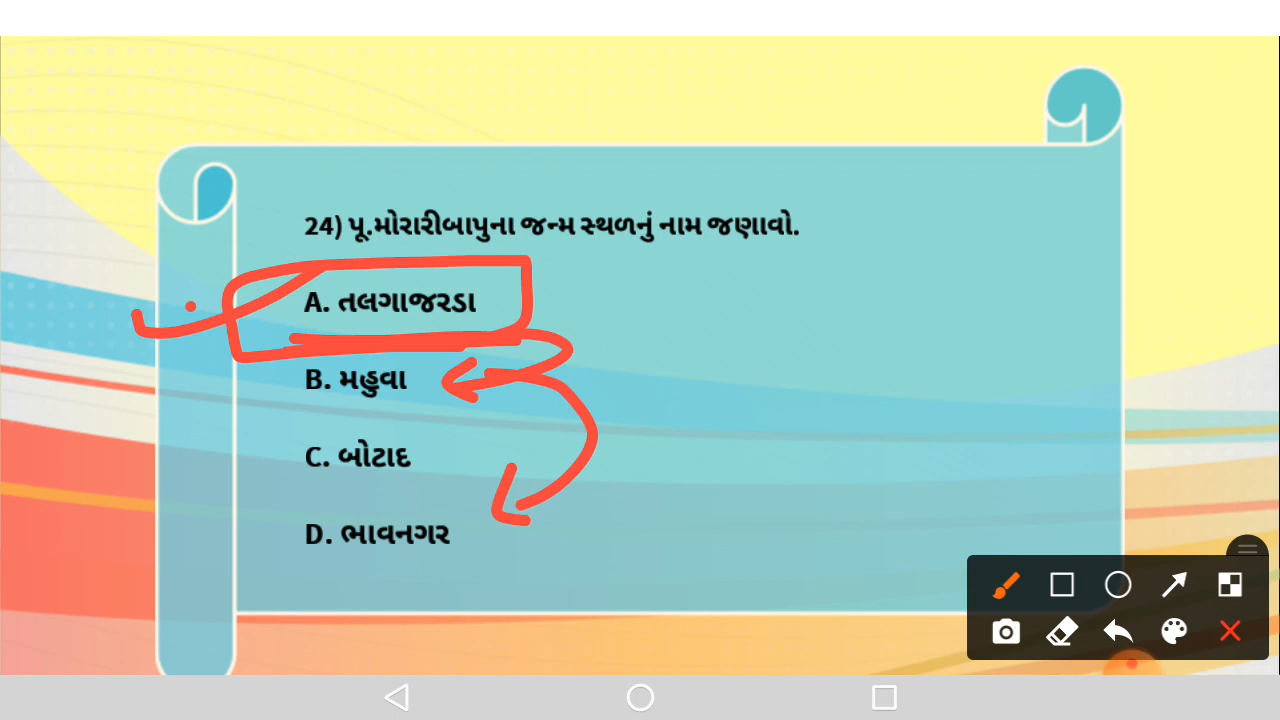 24) પૂ.મોરારીબાપુના જન્મ સ્થળનું નામ જણાવો.
A. તલગાજરડા
B. મહુવા
C. બોટાદ
D. ભાવનગર